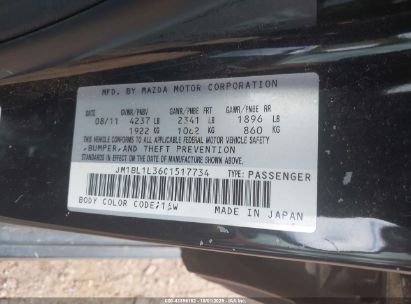 MFD. BY MAZDA MOTOR CORPORATION
GVWR/PNBV GAWR/PNBE FRT GAWR/PNBE RR
08/11 4237 LB 2341 LB 1896 LB
1922 KG 1062 KG 860 KG
THIS VEHICLE CONFORMS TO ALL
APPLICABLE FEDERAL MOTOR VEHICLE SAFETY
, BUMPER, AND THEFT PREVENTION
STANDARDS IN EFFECT ON THE DATE OF MANUFACTURE SHOWN ABOVE.
JM1BL1L36C1517734 TYPE: PASSENGER
BODY COLOR CODE;16W
MADE IN JAPAN